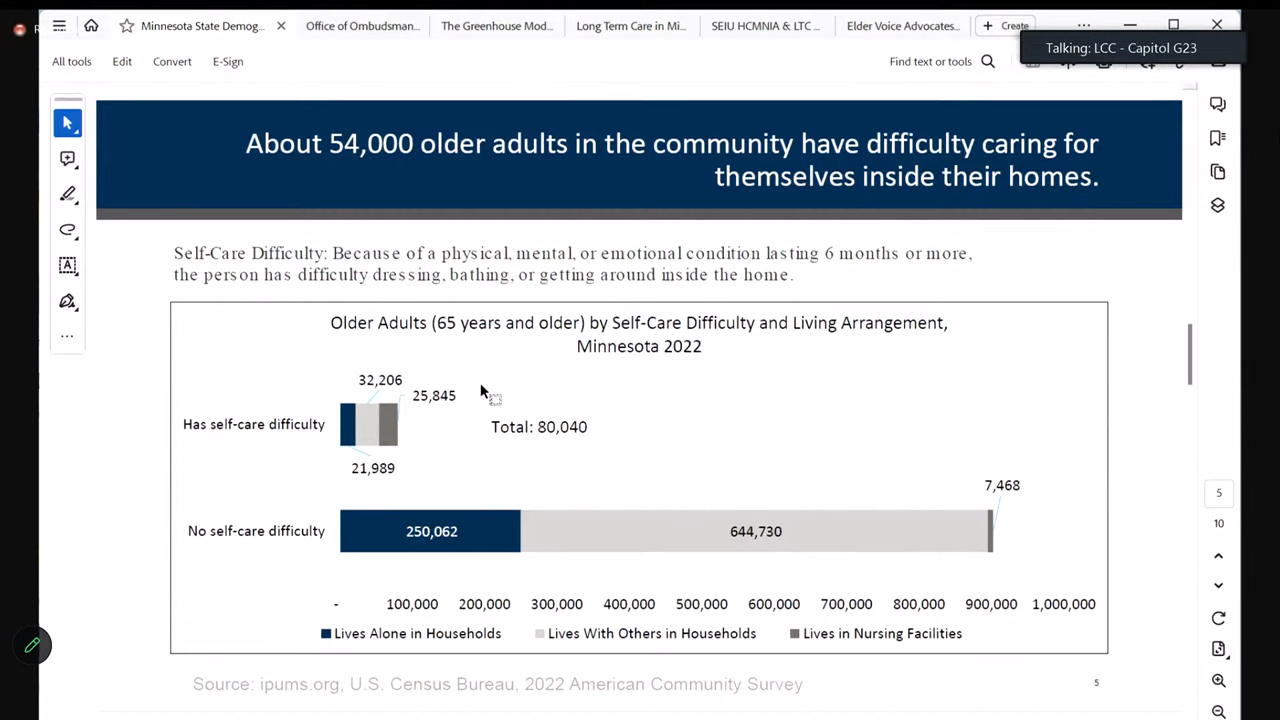 Minnesota State Demog...
Office of Ombudsman...
The Greenhouse Mod...
Long Term Care in Mi...
SEIU HCMNIA & LTC ...
Elder Voice Advocates...
Create
Talking: LCC - Capitol G23
All tools
Edit
Convert
E-Sign
Find text or tools
About 54,000 older adults in the community have difficulty caring for
themselves inside their homes.
Self-Care Difficulty: Because of a physical, mental, or emotional condition lasting 6 months or more,
the person has difficulty dressing, bathing, or getting around inside the home.
Older Adults (65 years and older) by Self-Care Difficulty and Living Arrangement,
Minnesota 2022
32,206
25,845
Has self-care difficulty
Total: 80,040
21,989
7,468
No self-care difficulty
250,062
644,730
-
100,000
200,000
300,000
400,000
500,000
600,000
700,000
800,000
900,000
1,000,000
Lives Alone in Households
Lives With Others in Households
Lives in Nursing Facilities
Source: ipums.org, U.S. Census Bureau, 2022 American Community Survey
5
5
10